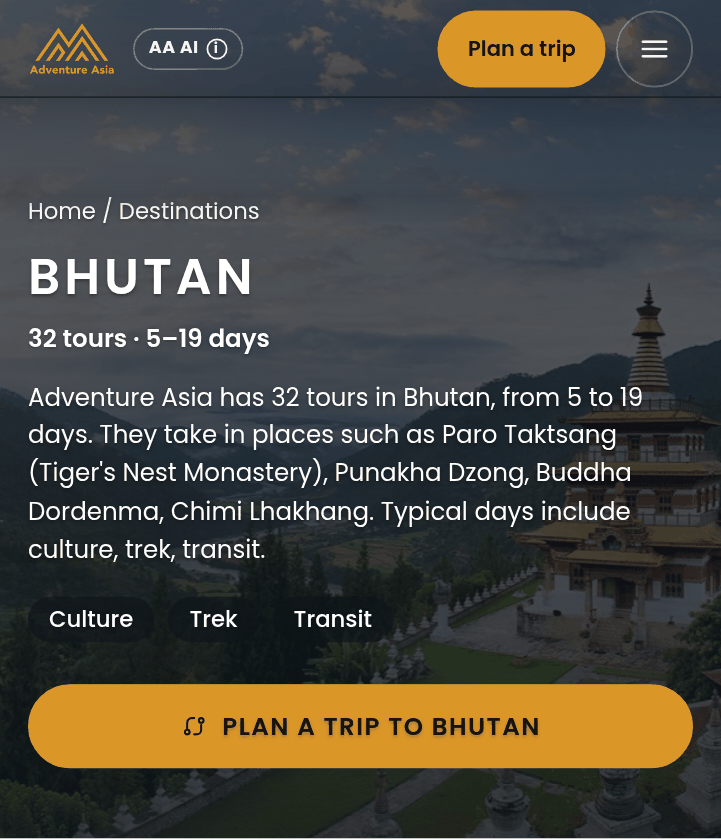 Adventure Asia
AA AI i
Plan a trip
Home / Destinations
BHUTAN
32 tours · 5–19 days
Adventure Asia has 32 tours in Bhutan, from 5 to 19
days. They take in places such as Paro Taktsang
(Tiger's Nest Monastery), Punakha Dzong, Buddha
Dordenma, Chimi Lhakhang. Typical days include
culture, trek, transit.
Culture Trek Transit
PLAN A TRIP TO BHUTAN